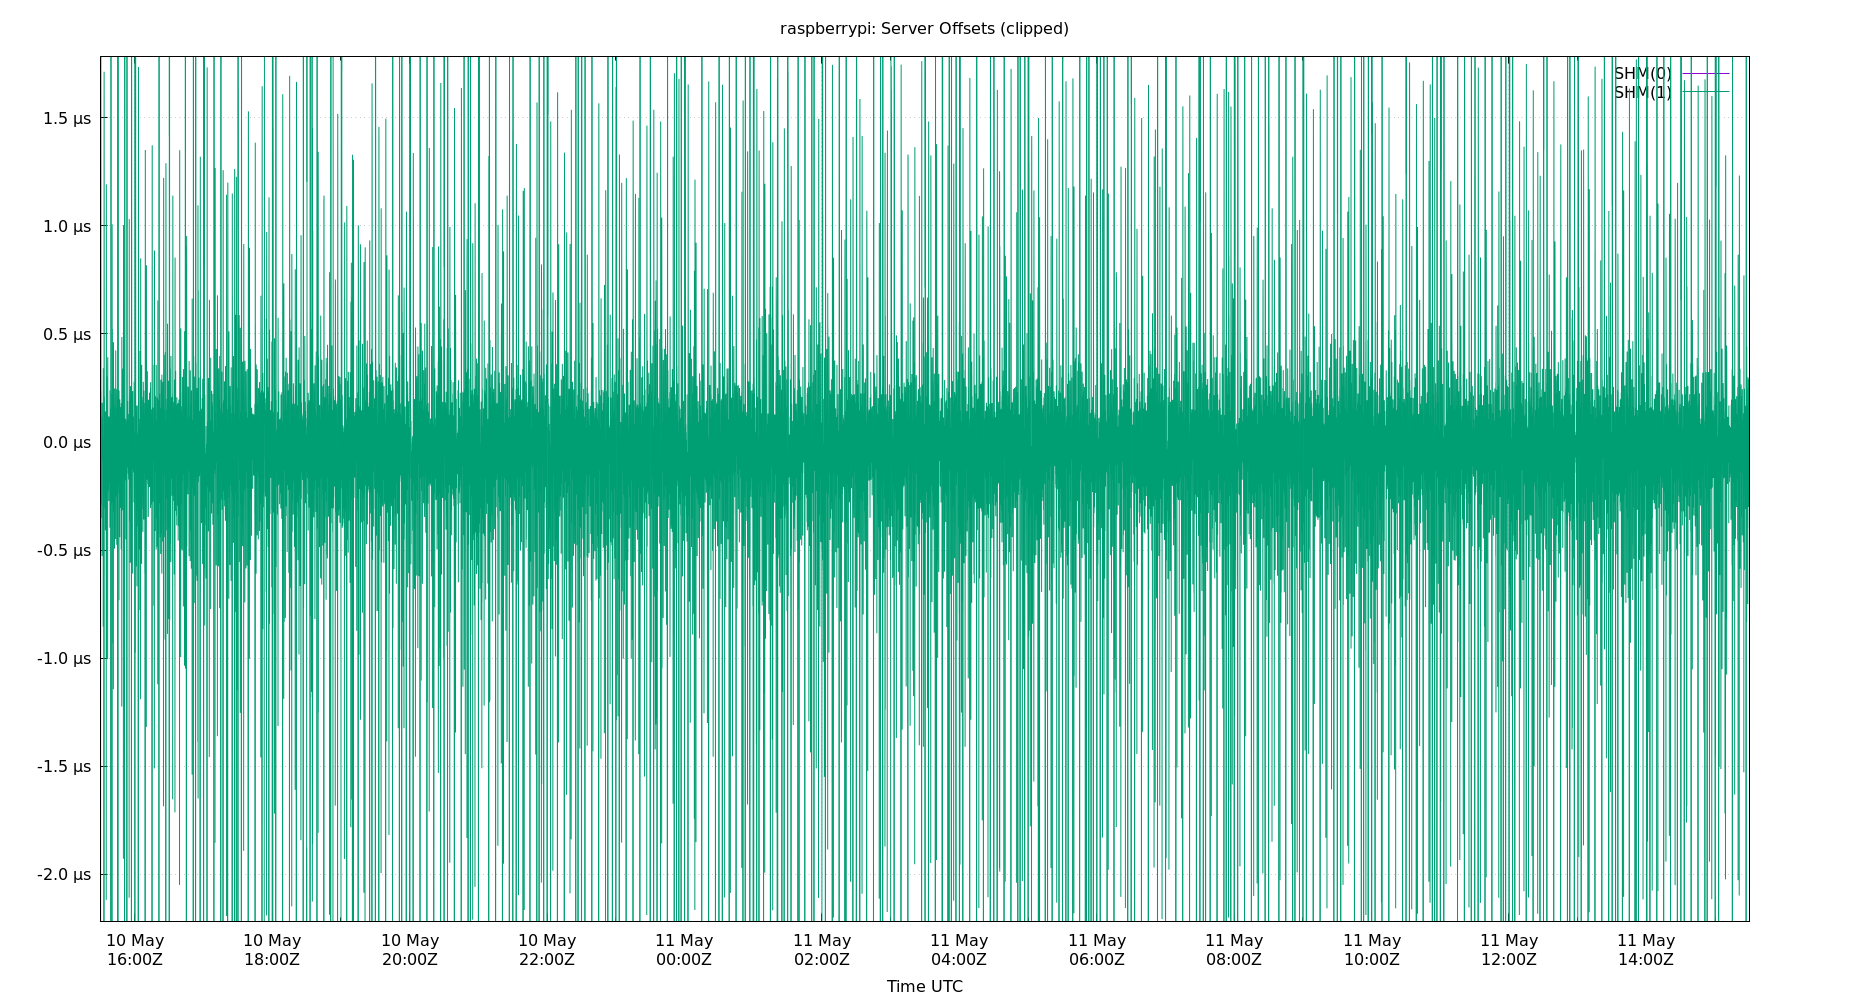 raspberrypi: Server Offsets (clipped)
SHM(0)
SHM(1)
1.5 µs
1.0 µs
0.5 µs
0.0 µs
-0.5 µs
-1.0 µs
-1.5 µs
-2.0 µs
10 May 10 May 10 May 10 May 11 May 11 May 11 May 11 May 11 May 11 May 11 May 11 May
16:00Z 18:00Z 20:00Z 22:00Z 00:00Z 02:00Z 04:00Z 06:00Z 08:00Z 10:00Z 12:00Z 14:00Z
Time UTC